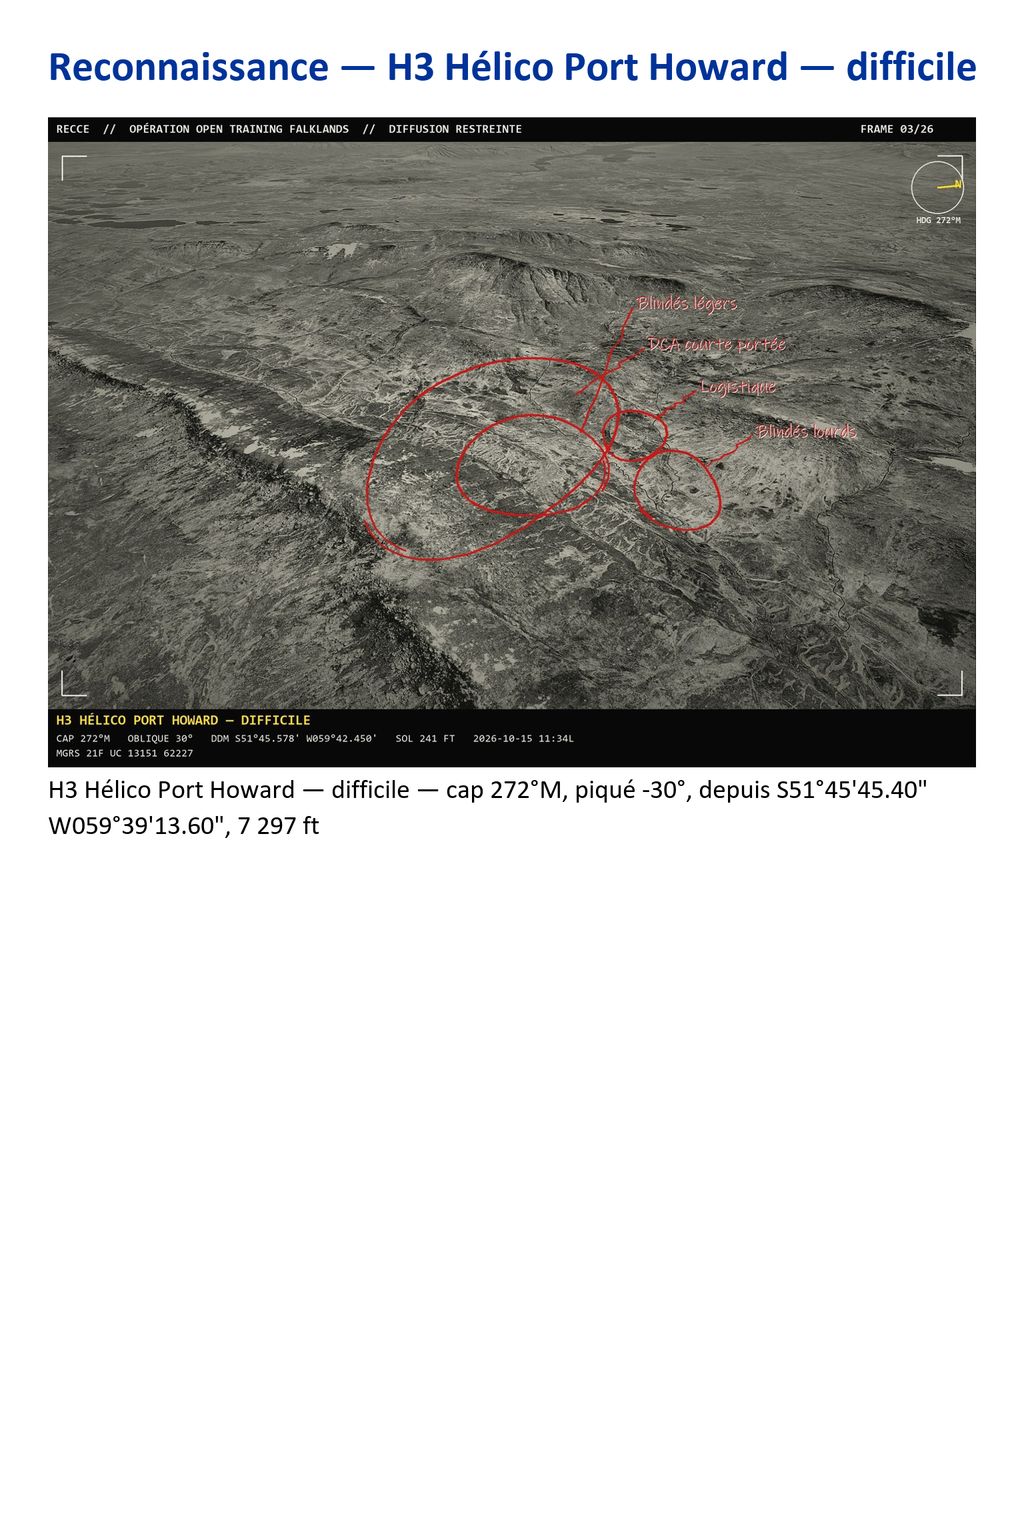 Reconnaissance — H3 Hélico Port Howard — difficile
RECCE // OPÉRATION OPEN TRAINING FALKLANDS // DIFFUSION RESTREINTE FRAME 03/26
N
HDG 272°M
Blindés légers
DCA courte portée
Logistique
Blindés lourds
H3 HÉLICO PORT HOWARD — DIFFICILE
CAP 272°M OBLIQUE 30° DDM S51°45.578' W059°42.450' SOL 241 FT 2026-10-15 11:34L
MGRS 21F UC 13151 62227
H3 Hélico Port Howard — difficile — cap 272°M, piqué -30°, depuis S51°45'45.40"
W059°39'13.60", 7 297 ft